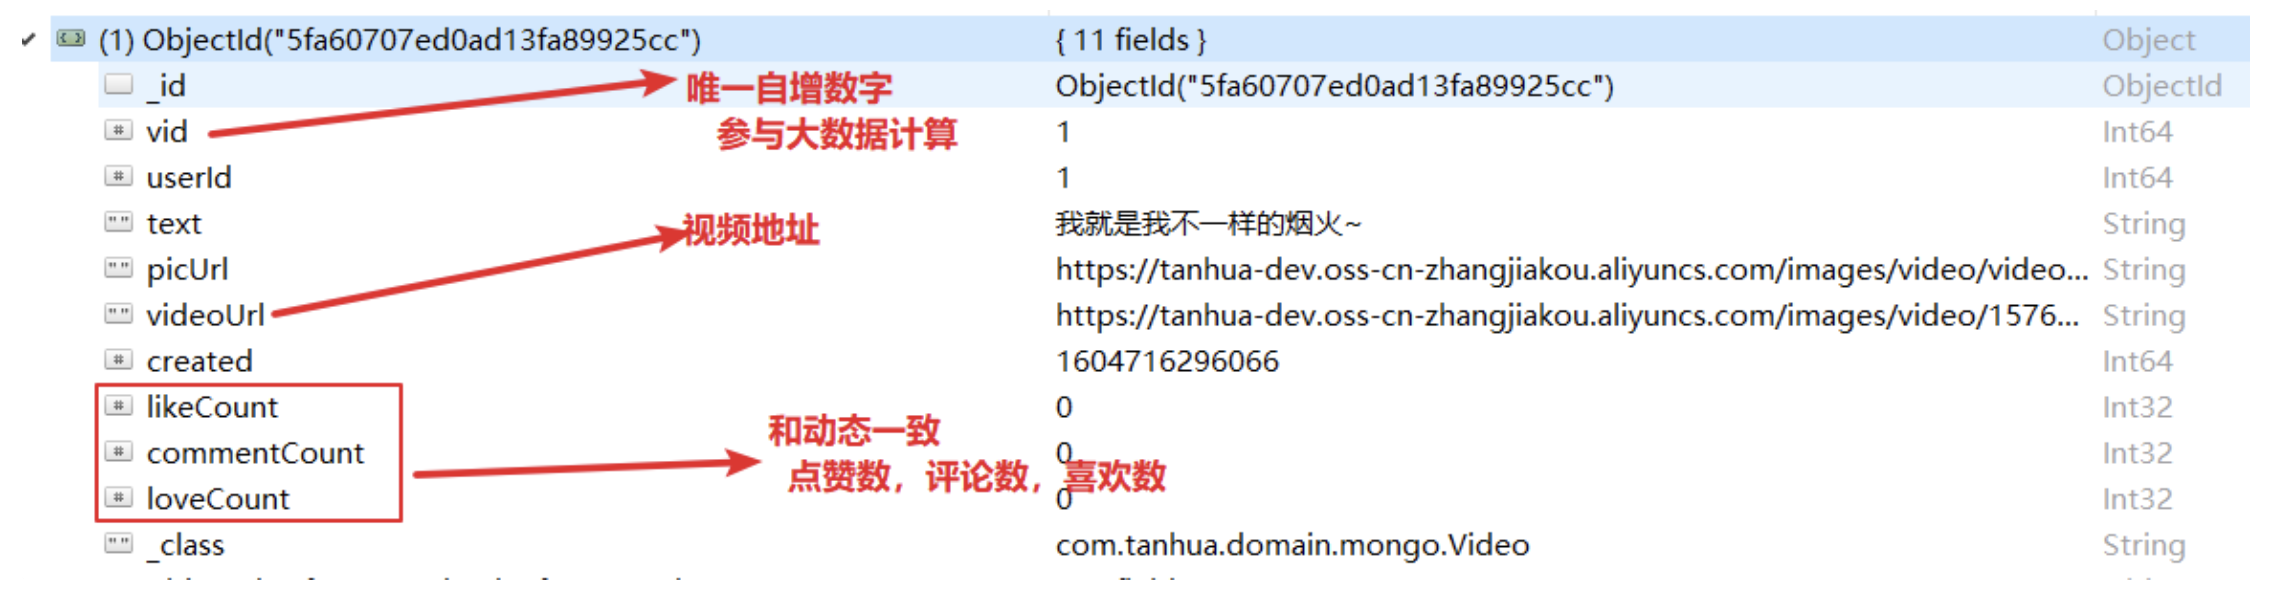 (1) ObjectId("5fa60707ed0ad13fa89925cc") { 11 fields } Object
_id 唯一自增数字 ObjectId("5fa60707ed0ad13fa89925cc") ObjectId
vid 参与大数据计算 1 Int64
userId 1 Int64
text 视频地址 我就是我不一样的烟火~ String
picUrl https://tanhua-dev.oss-cn-zhangjiakou.aliyuncs.com/images/video/video... String
videoUrl https://tanhua-dev.oss-cn-zhangjiakou.aliyuncs.com/images/video/1576... String
created 1604716296066 Int64
likeCount 0 Int32
和动态一致
commentCount 0 Int32
点赞数，评论数，喜欢数
loveCount 0 Int32
_class com.tanhua.domain.mongo.Video String